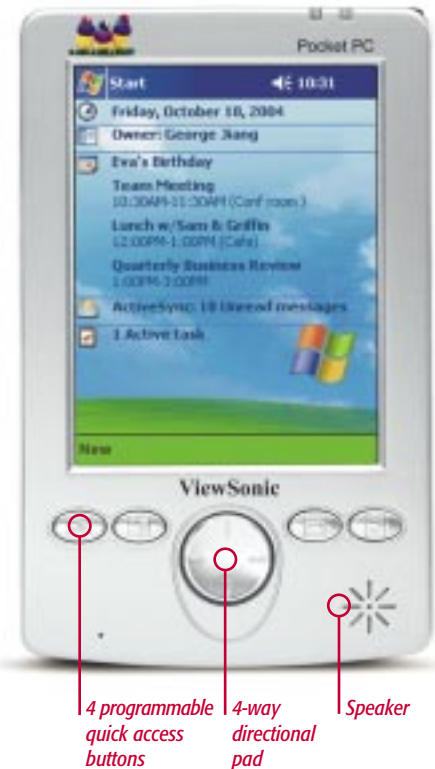 Pocket PC
Start 10:31
Friday, October 18, 2004
Owner: George Jiang
Eva's Birthday
Team Meeting
10:30AM-11:30AM (Conf room)
Lunch w/Sam & Griffin
12:00PM-1:00PM (Cafe)
Quarterly Business Review
1:00PM-2:00PM
ActiveSync: 18 Unread messages
1 Active task
New
ViewSonic
4 programmable
quick access
buttons
4-way
directional
pad
Speaker